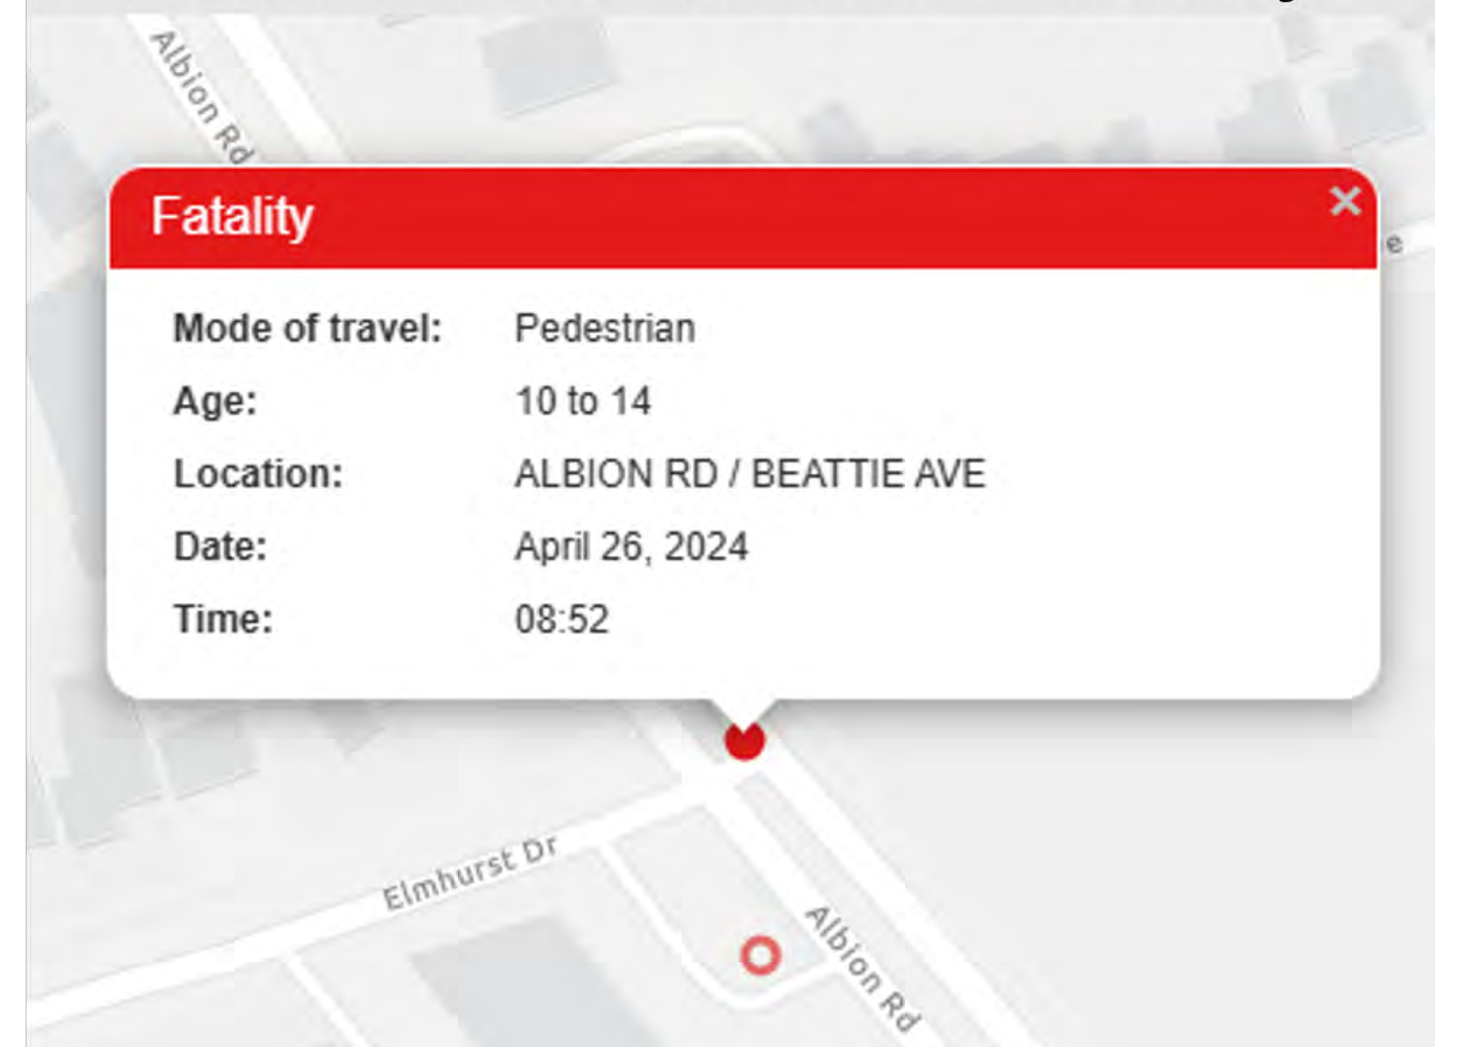 Albion Rd
Fatality
×
e
Mode of travel: Pedestrian
Age: 10 to 14
Location: ALBION RD / BEATTIE AVE
Date: April 26, 2024
Time: 08:52
Elmhurst Dr
Albion Rd